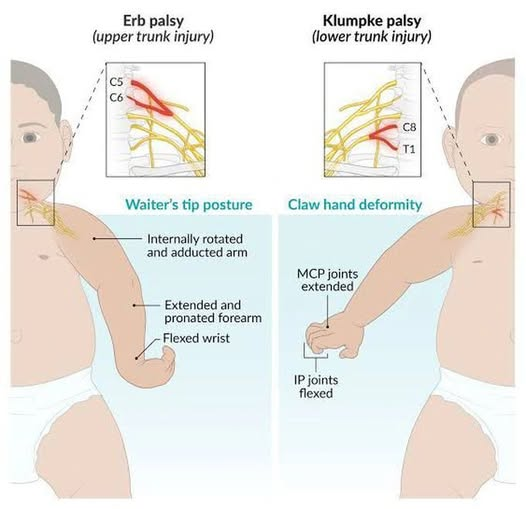 Erb palsy
(upper trunk injury)
C5
C6
Waiter's tip posture
Internally rotated
and adducted arm
Extended and
pronated forearm
Flexed wrist
Klumpke palsy
(lower trunk injury)
C8
T1
Claw hand deformity
MCP joints
extended
IP joints
flexed